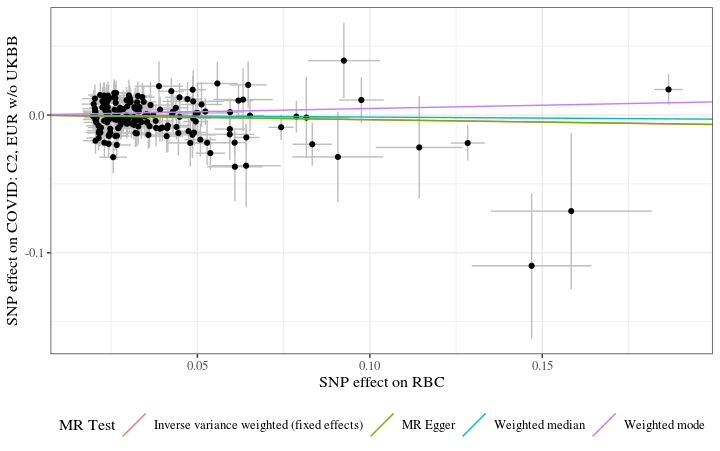 SNP effect on COVID: C2, EUR w/o UKBB
0.0
-0.1
0.05
0.10
0.15
SNP effect on RBC
MR Test
Inverse variance weighted (fixed effects)
MR Egger
Weighted median
Weighted mode